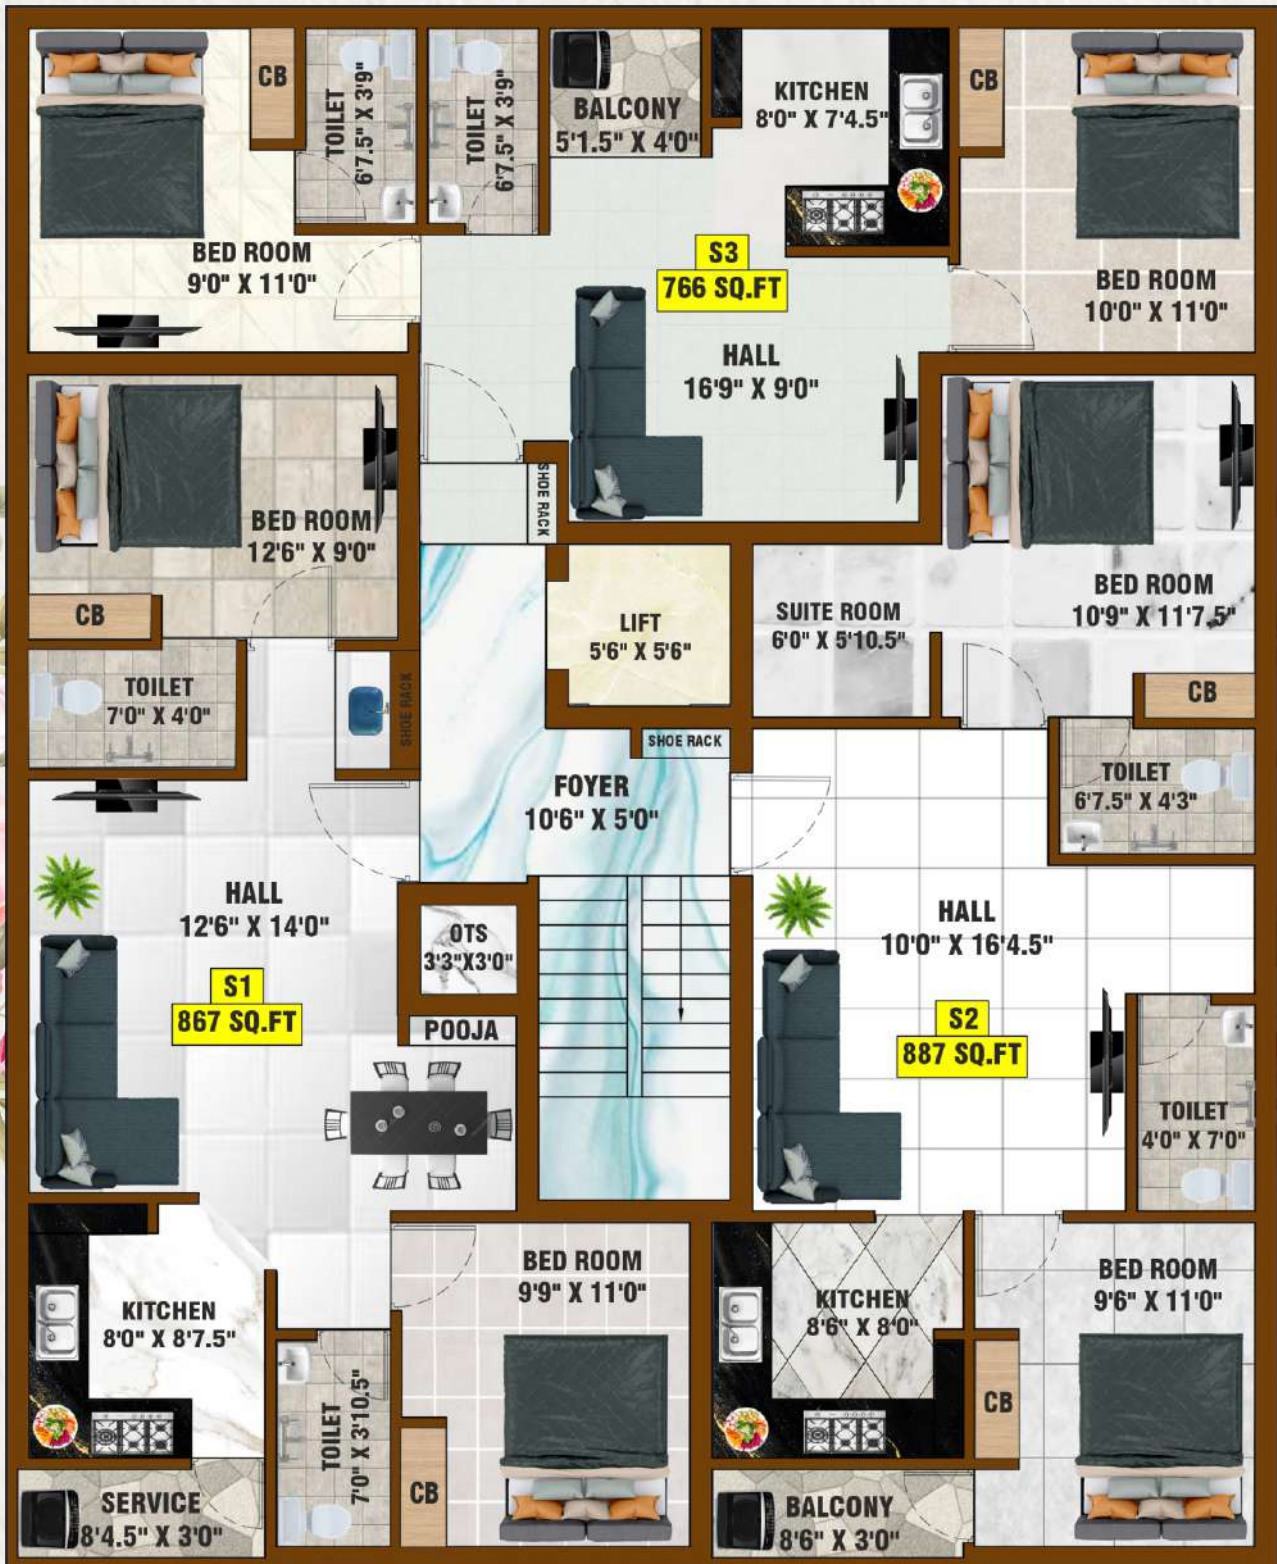 CB
TOILET
6'7.5" X 3'9"
TOILET
6'7.5" X 3'9"
BALCONY
5'1.5" X 4'0"
KITCHEN
8'0" X 7'4.5"
CB
BED ROOM
9'0" X 11'0"
S3
766 SQ.FT
BED ROOM
10'0" X 11'0"
HALL
16'9" X 9'0"
BED ROOM
12'6" X 9'0"
SHOE RACK
CB
LIFT
5'6" X 5'6"
SUITE ROOM
6'0" X 5'10.5"
BED ROOM
10'9" X 11'7.5"
CB
TOILET
7'0" X 4'0"
SHOE RACK
SHOE RACK
FOYER
10'6" X 5'0"
TOILET
6'7.5" X 4'3"
HALL
12'6" X 14'0"
OTS
3'3"X3'0"
HALL
10'0" X 16'4.5"
S1
867 SQ.FT
POOJA
S2
887 SQ.FT
TOILET
4'0" X 7'0"
BED ROOM
9'9" X 11'0"
BED ROOM
9'6" X 11'0"
KITCHEN
8'0" X 8'7.5"
KITCHEN
8'6" X 8'0"
TOILET
7'0" X 3'10.5"
CB
CB
SERVICE
8'4.5" X 3'0"
BALCONY
8'6" X 3'0"